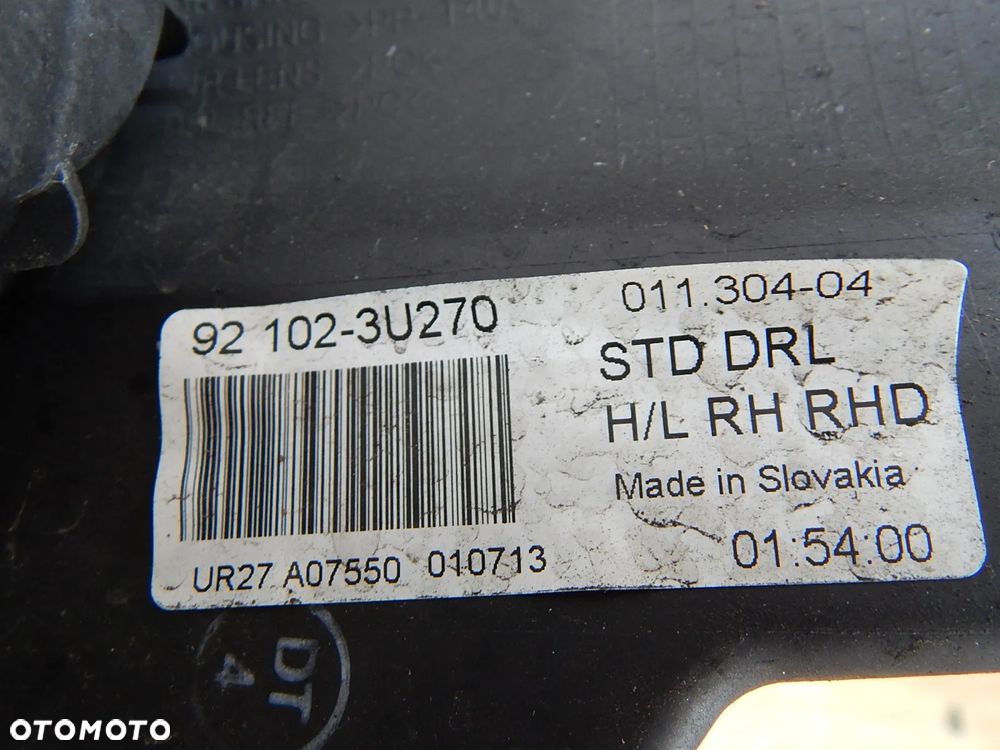 HOUSING
92 102-3U270
011.304-04
STD DRL
H/L RH RHD
Made in Slovakia
UR27 A07550 010713
01:54:00
DT
4
OTOMOTO